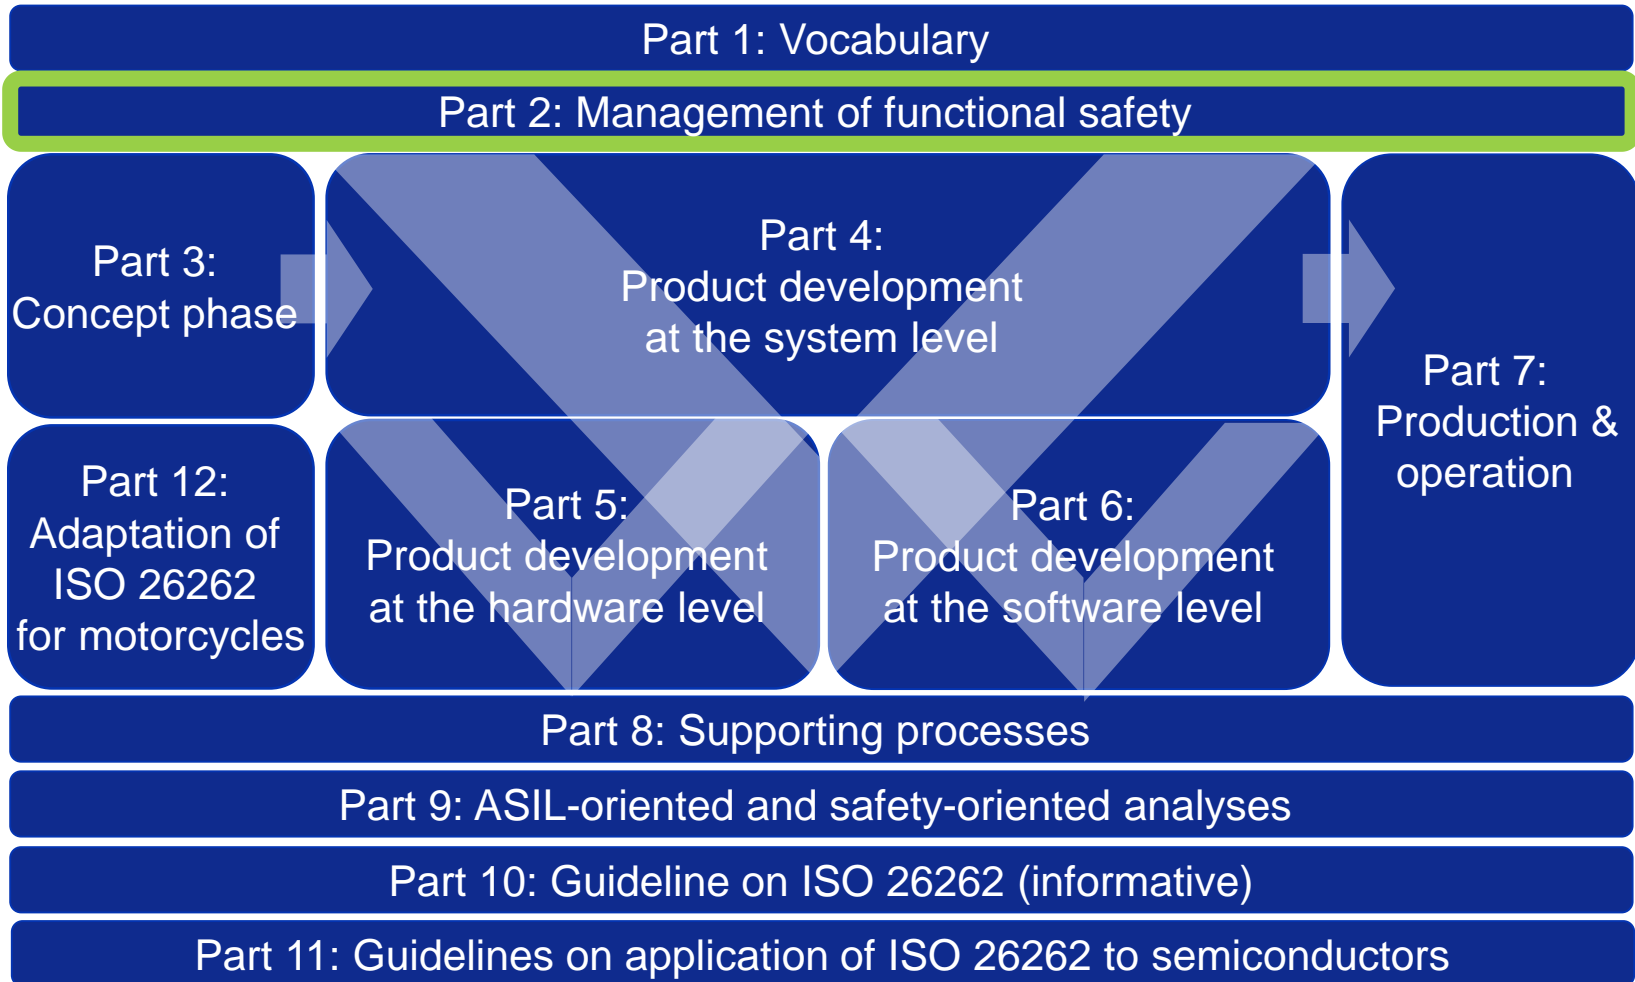 Part 1: Vocabulary
Part 2: Management of functional safety
Part 3:
Concept phase
Part 4:
Product development
at the system level
Part 7:
Production &
operation
Part 12:
Adaptation of
ISO 26262
for motorcycles
Part 5:
Product development
at the hardware level
Part 6:
Product development
at the software level
Part 8: Supporting processes
Part 9: ASIL-oriented and safety-oriented analyses
Part 10: Guideline on ISO 26262 (informative)
Part 11: Guidelines on application of ISO 26262 to semiconductors